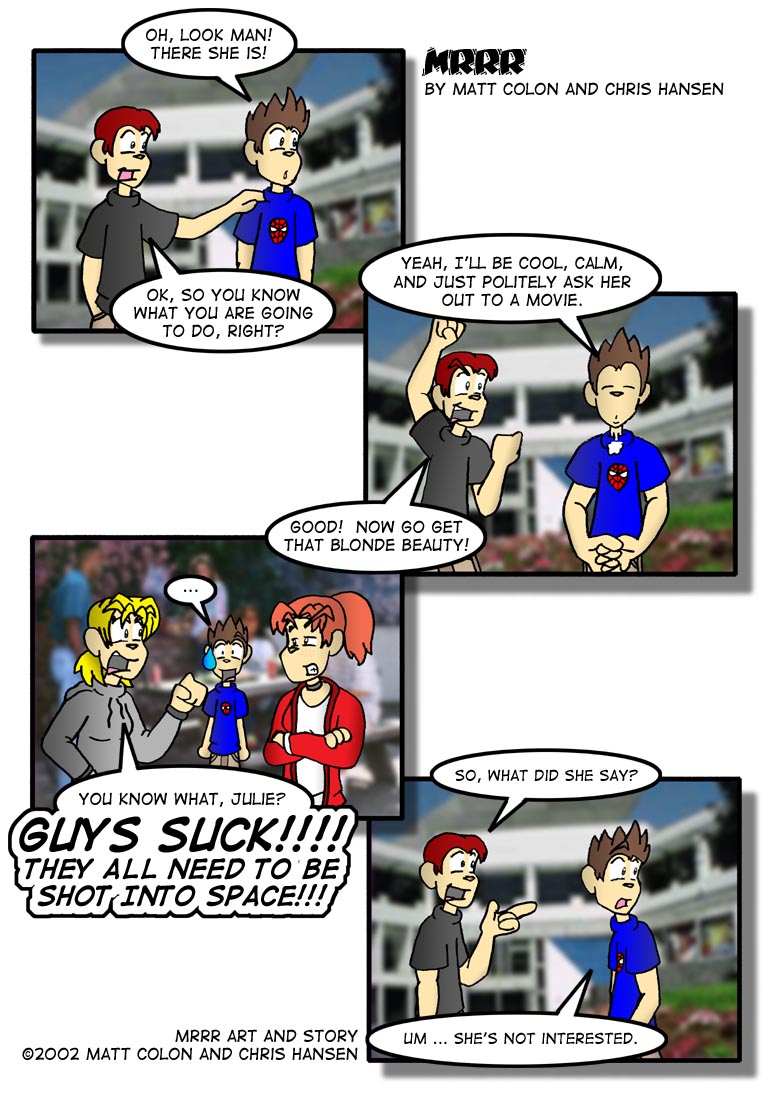 OH, LOOK MAN!
THERE SHE IS!
MRRR
BY MATT COLON AND CHRIS HANSEN
OK, SO YOU KNOW
WHAT YOU ARE GOING
TO DO, RIGHT?
YEAH, I'LL BE COOL, CALM,
AND JUST POLITELY ASK HER
OUT TO A MOVIE.
GOOD! NOW GO GET
THAT BLONDE BEAUTY!
...
YOU KNOW WHAT, JULIE?
GUYS SUCK!!!!
THEY ALL NEED TO BE
SHOT INTO SPACE!!!
SO, WHAT DID SHE SAY?
UM ... SHE'S NOT INTERESTED.
MRRR ART AND STORY
©2002 MATT COLON AND CHRIS HANSEN